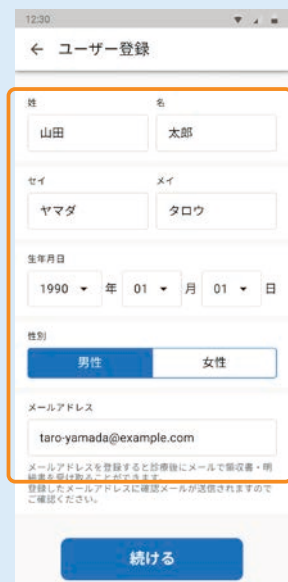 12:30
← ユーザー登録
姓 名
山田 太郎
セイ メイ
ヤマダ タロウ
生年月日
1990 年 01 月 01 日
性別
男性 女性
メールアドレス
taro-yamada@example.com
メールアドレスを登録すると診療後にメールで領収書・明
細書を受け取ることができます。
登録したメールアドレスに確認メールが送信されますので
ご確認ください。
続ける